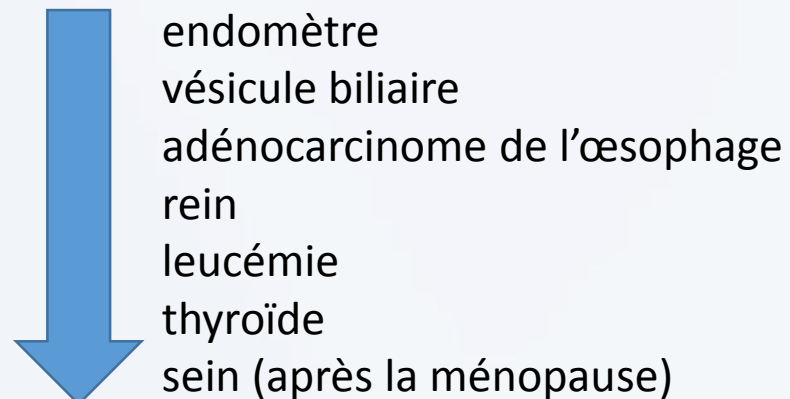 endomètre
vésicule biliaire
adénocarcinome de l’œsophage
rein
leucémie
thyroïde
sein (après la ménopause)